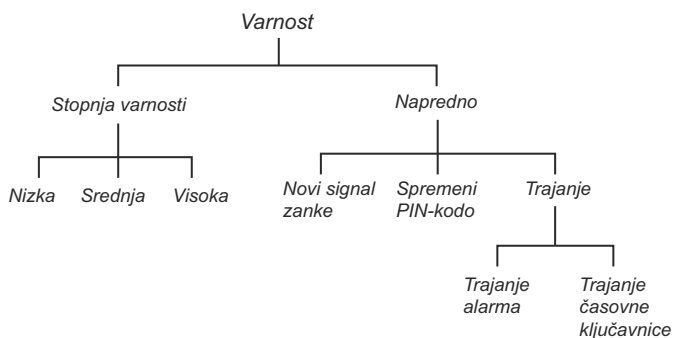 Varnost
Stopnja varnosti
Napredno
Nizka
Srednja
Visoka
Novi signal
zanke
Spremeni
PIN-kodo
Trajanje
Trajanje
alarma
Trajanje
časovne
ključavnice